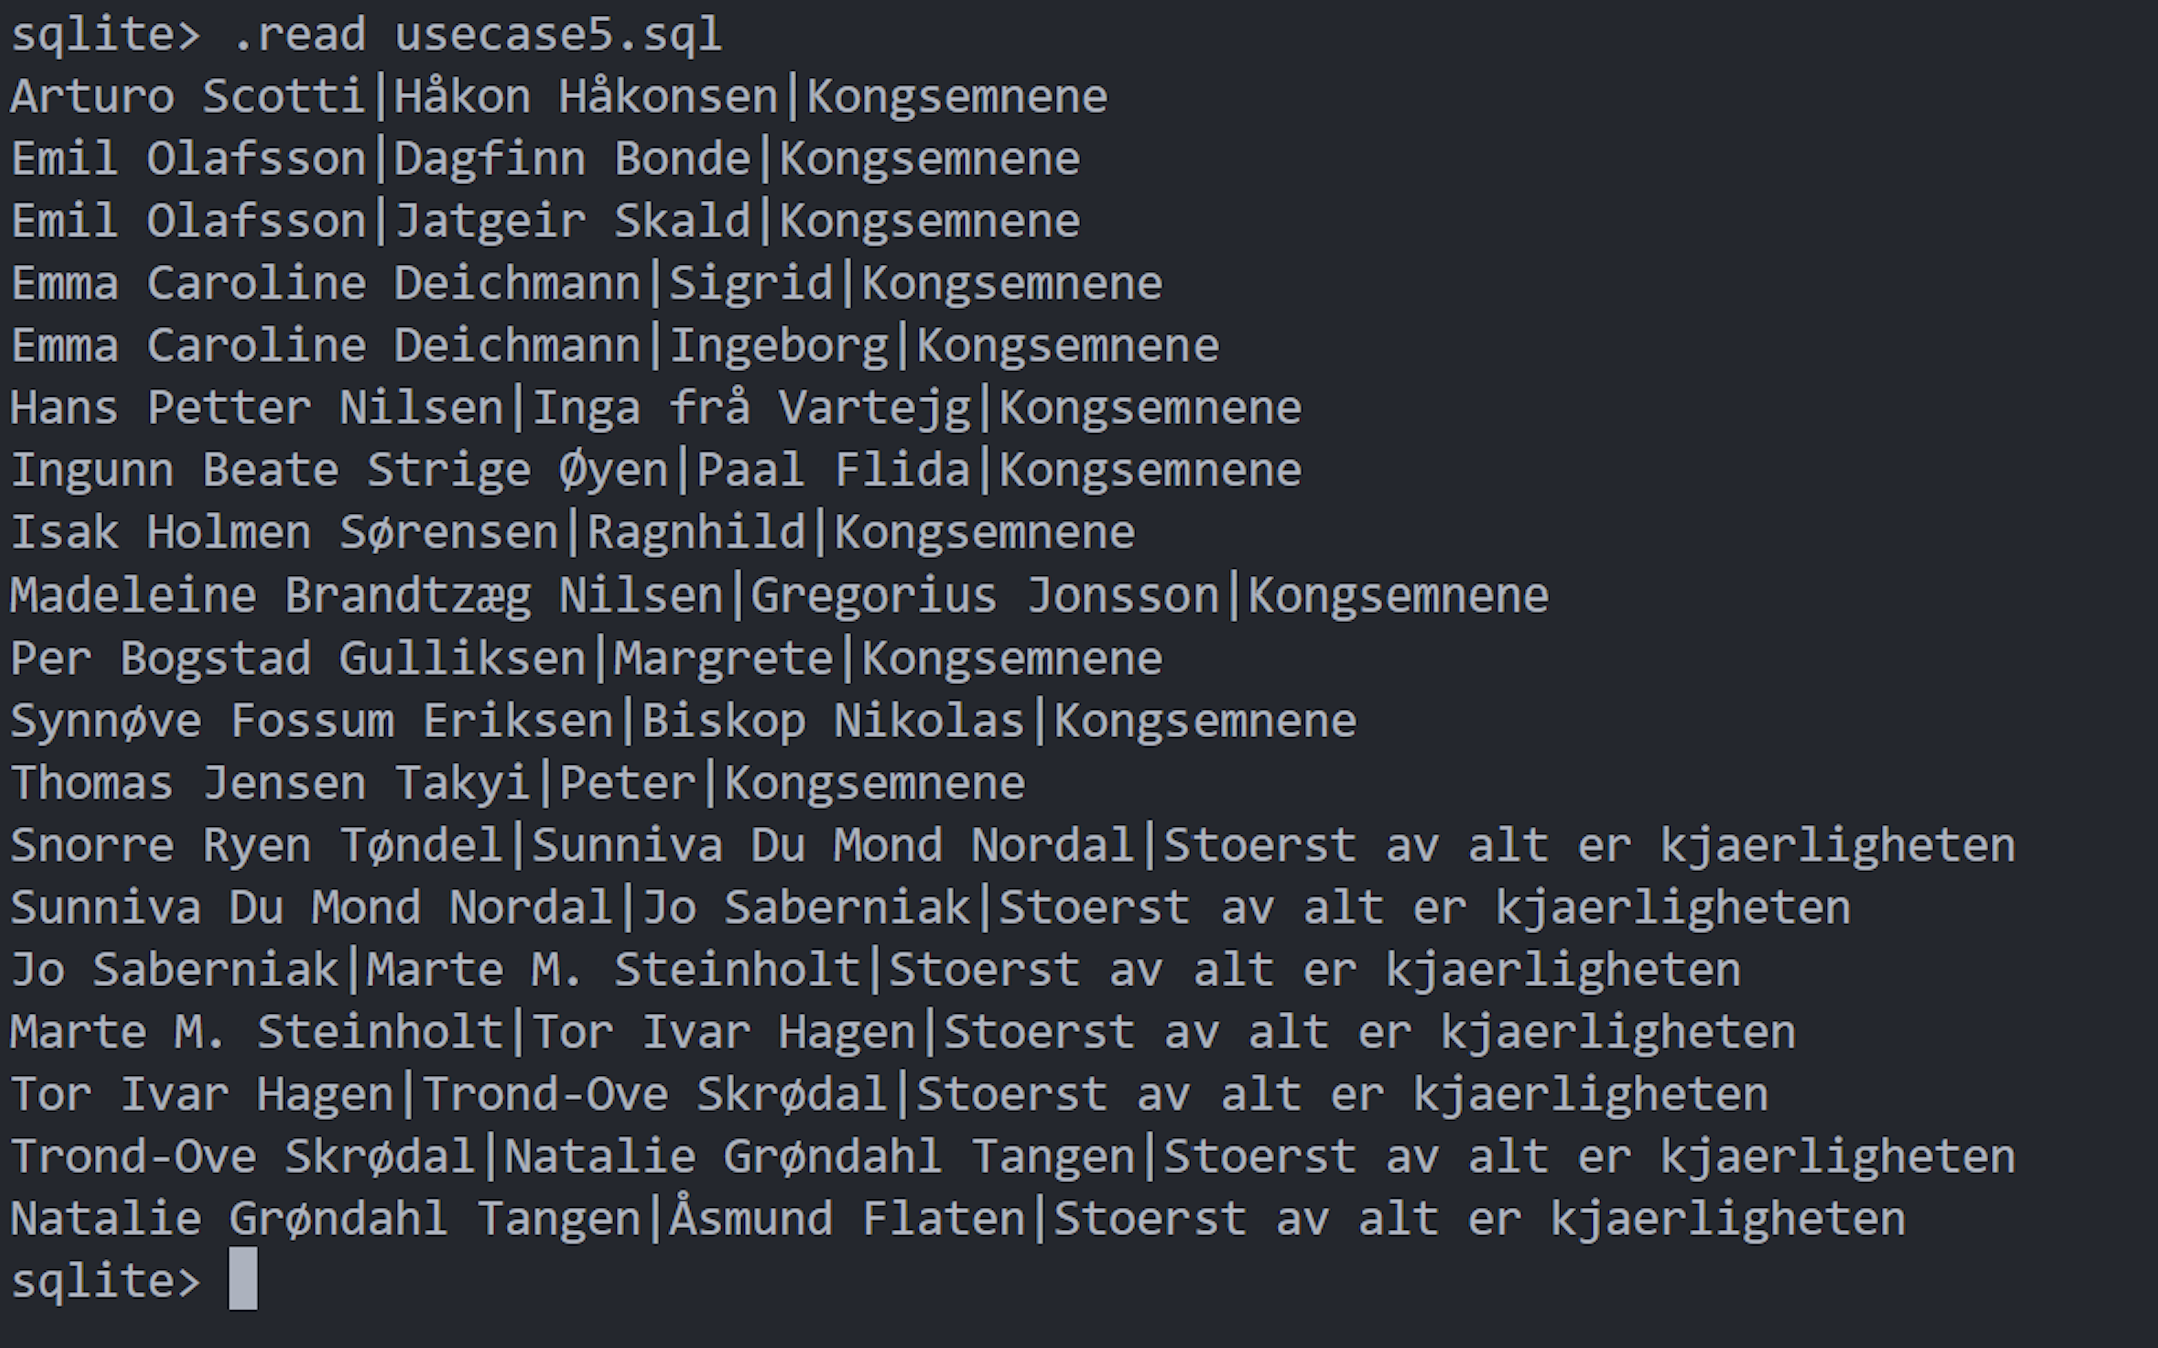 sqlite> .read usecase5.sql
Arturo Scotti|Håkon Håkonsen|Kongsemnene
Emil Olafsson|Dagfinn Bonde|Kongsemnene
Emil Olafsson|Jatgeir Skald|Kongsemnene
Emma Caroline Deichmann|Sigrid|Kongsemnene
Emma Caroline Deichmann|Ingeborg|Kongsemnene
Hans Petter Nilsen|Inga frå Vartejg|Kongsemnene
Ingunn Beate Strige Øyen|Paal Flida|Kongsemnene
Isak Holmen Sørensen|Ragnhild|Kongsemnene
Madeleine Brandtzæg Nilsen|Gregorius Jonsson|Kongsemnene
Per Bogstad Gulliksen|Margrete|Kongsemnene
Synnøve Fossum Eriksen|Biskop Nikolas|Kongsemnene
Thomas Jensen Takyi|Peter|Kongsemnene
Snorre Ryen Tøndel|Sunniva Du Mond Nordal|Stoerst av alt er kjaerligheten
Sunniva Du Mond Nordal|Jo Saberniak|Stoerst av alt er kjaerligheten
Jo Saberniak|Marte M. Steinholt|Stoerst av alt er kjaerligheten
Marte M. Steinholt|Tor Ivar Hagen|Stoerst av alt er kjaerligheten
Tor Ivar Hagen|Trond-Ove Skrødal|Stoerst av alt er kjaerligheten
Trond-Ove Skrødal|Natalie Grøndahl Tangen|Stoerst av alt er kjaerligheten
Natalie Grøndahl Tangen|Åsmund Flaten|Stoerst av alt er kjaerligheten
sqlite>